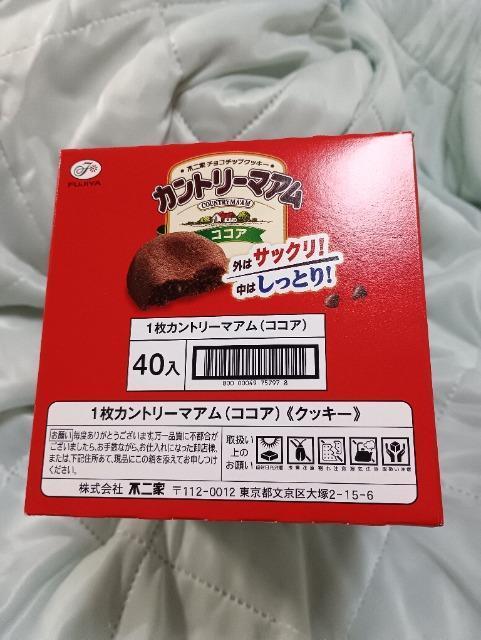 FUJIYA
不二家 チョコチップクッキー
カントリーマアム
COUNTRY MA'AM
ココア
外はサックリ!
中はしっとり!
1枚カントリーマアム(ココア)
40入
1枚カントリーマアム(ココア)《クッキー》
お願い 毎度ありがとうございます。万一品質に不都合が
ございましたら、お手数ながら、お仕入になった卸店様、
または、下記住所あて、現品にこの箱を添えてお申しつけ
ください。
取扱い
上の
お願い
株式会社 不二家 〒112-0012 東京都文京区大塚2-15-6